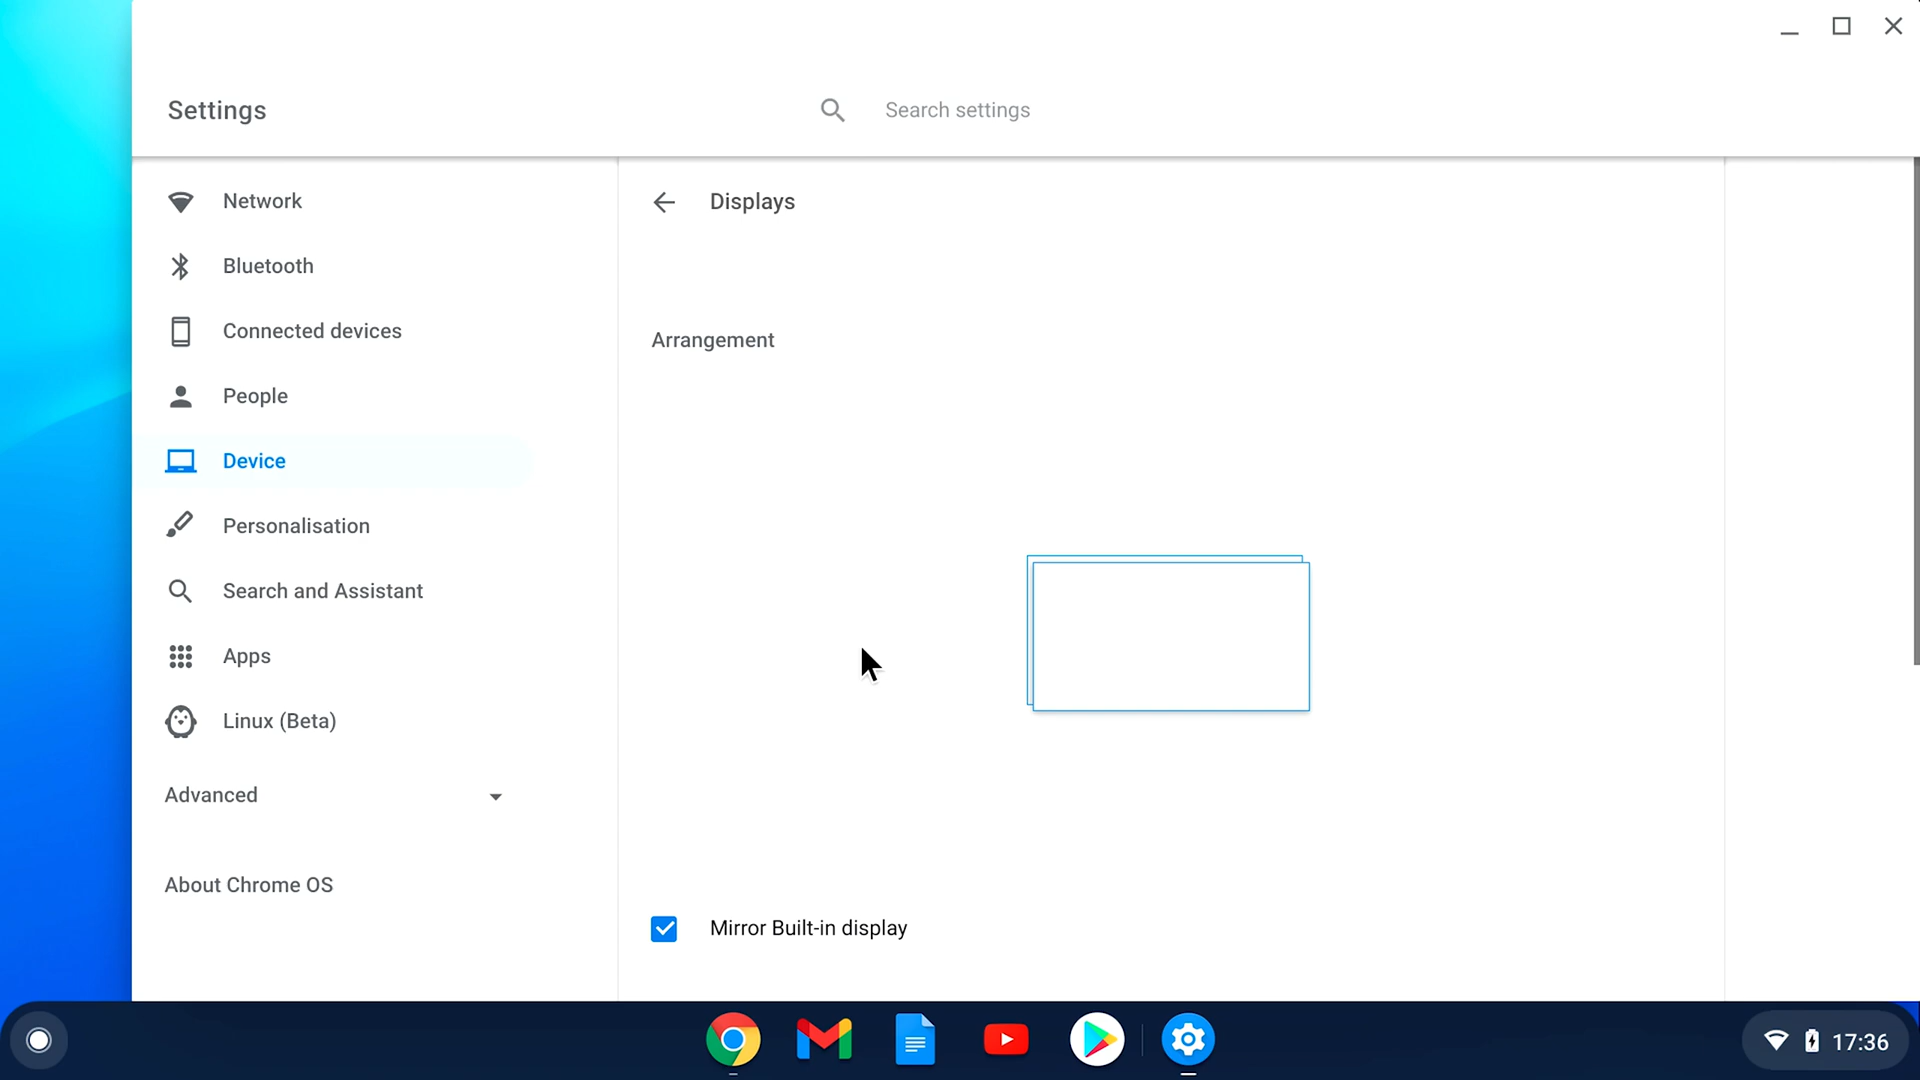 Settings
Search settings
Network
Bluetooth
Connected devices
People
Device
Personalisation
Search and Assistant
Apps
Linux (Beta)
Advanced
About Chrome OS
Displays
Arrangement
Mirror Built-in display
17:36